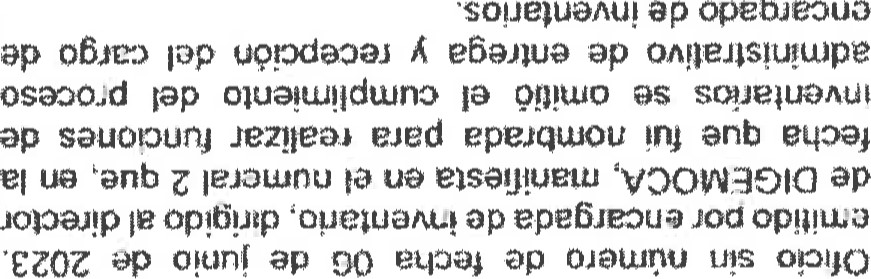 Oficio sin número de fecha 06 de junio de 2023.
emitido por encargada de inventario, dirigido al director
de DIGEMOCA, manifiesta en el numeral 2 que, en la
fecha que fui nombrada para realizar funciones de
inventarios se omitió el cumplimiento del proceso
administrativo de entrega y recepción del cargo de
encargado de inventarios.